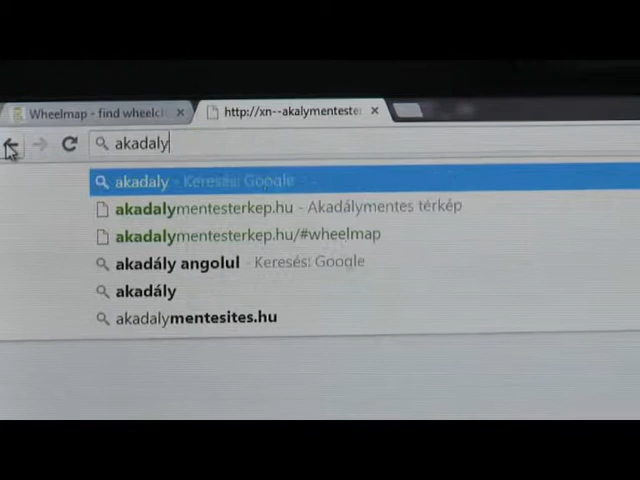 Wheelmap - find wheelc
http://xn--akalymenteste
akadaly
akadaly - Keresés: Google
akadalymentesterkep.hu - Akadálymentes térkép
akadalymentesterkep.hu/#wheelmap
akadály angolul - Keresés: Google
akadály
akadalymentesites.hu